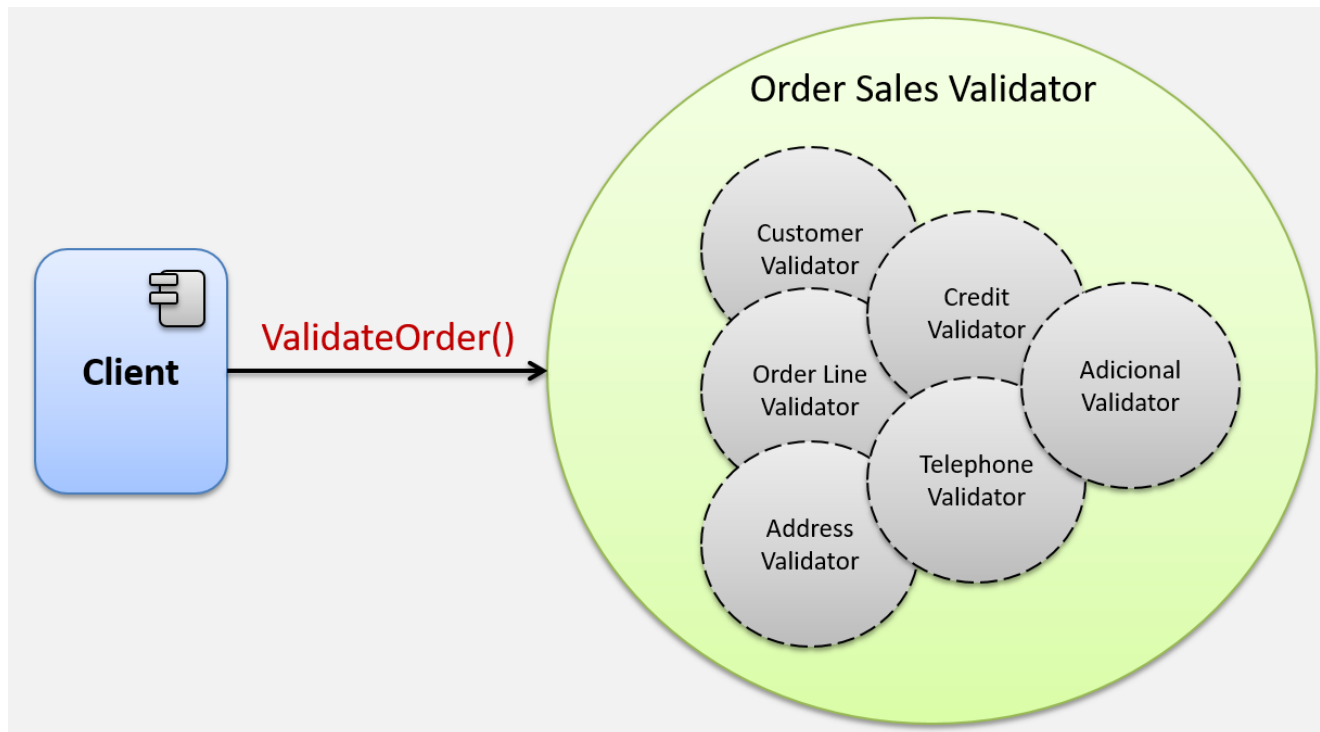 Order Sales Validator
Customer
Validator
Credit
Validator
Client
ValidateOrder()
Order Line
Validator
Adicional
Validator
Telephone
Validator
Address
Validator